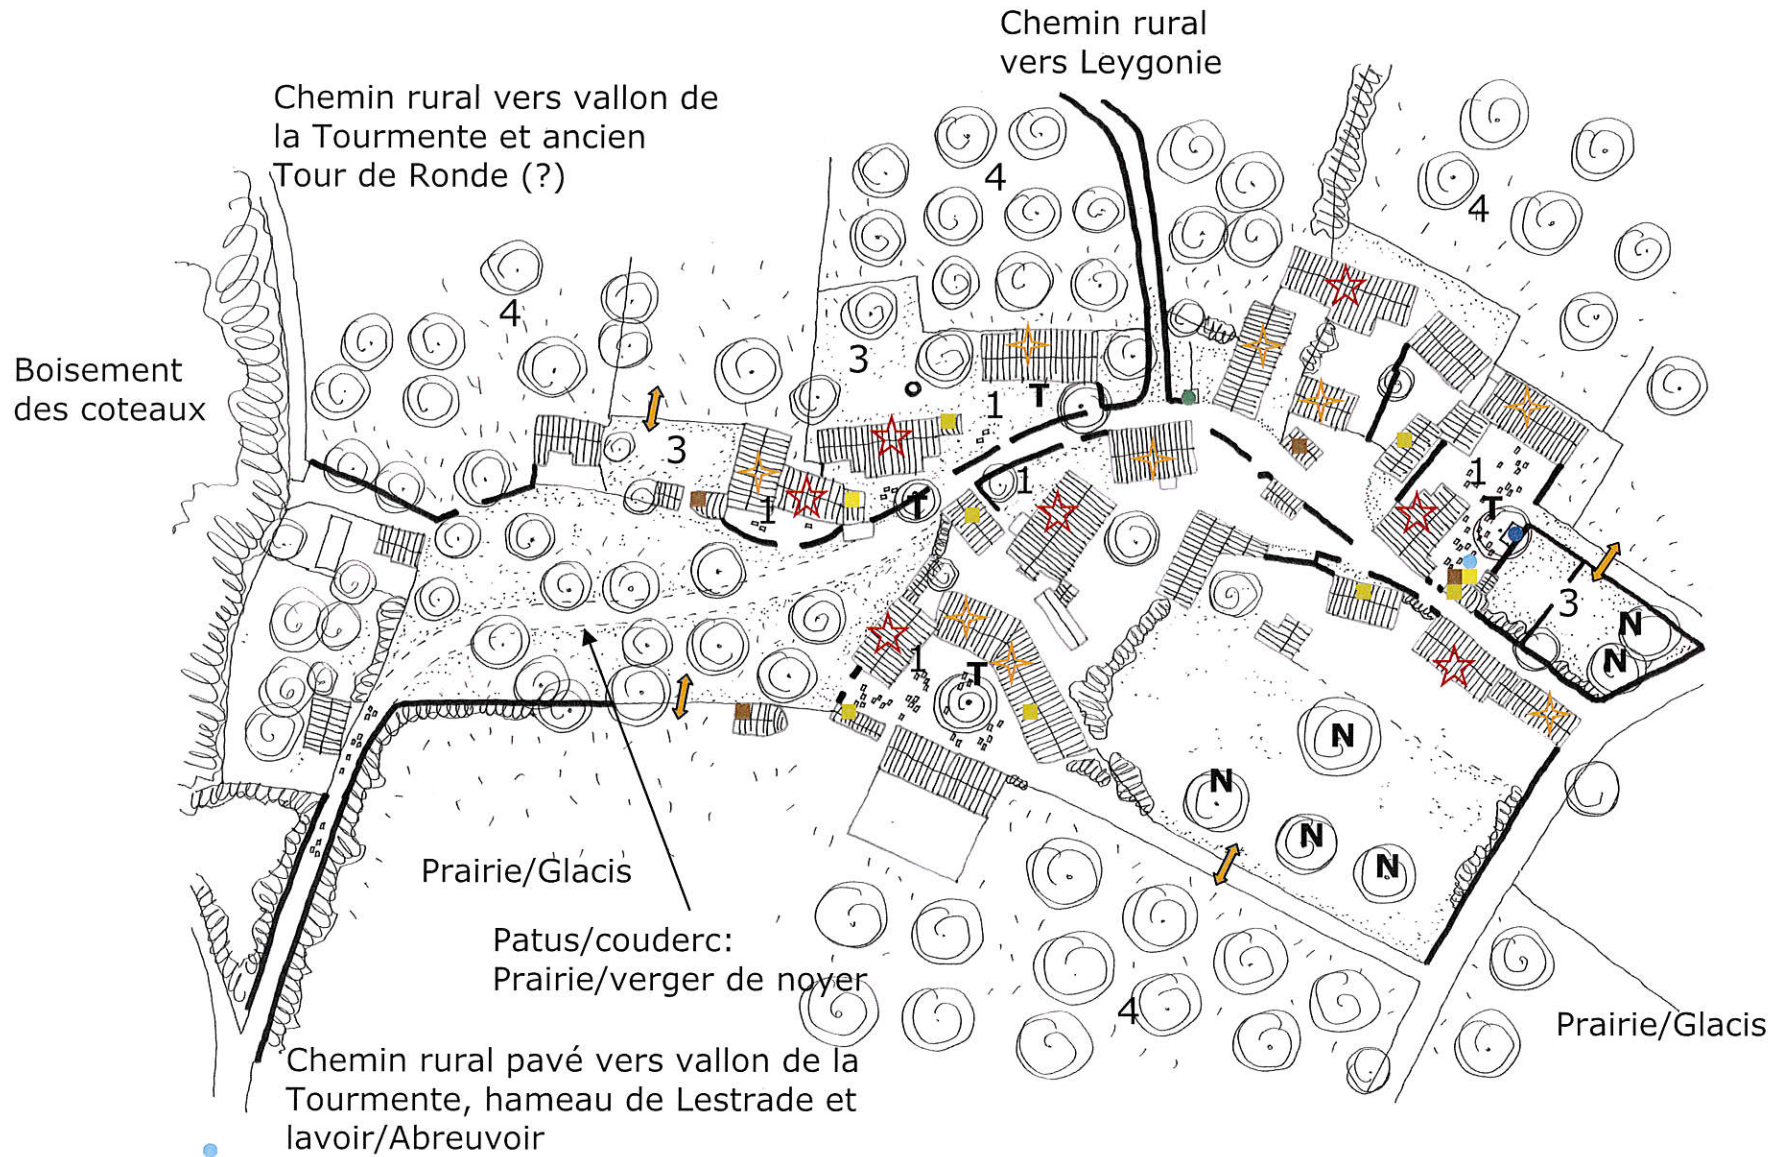 Chemin rural
vers Leygonie
Chemin rural vers vallon de
la Tourmente et ancien
Tour de Ronde (?)
4
4
4
4
Boisement
des coteaux
3
3
1
T
1
1
T
1
1
T
3
N
N
1
T
N
N
N
N
Prairie/Glacis
Patus/couderc:
Prairie/verger de noyer
4
Prairie/Glacis
Chemin rural pavé vers vallon de la
Tourmente, hameau de Lestrade et
lavoir/Abreuvoir